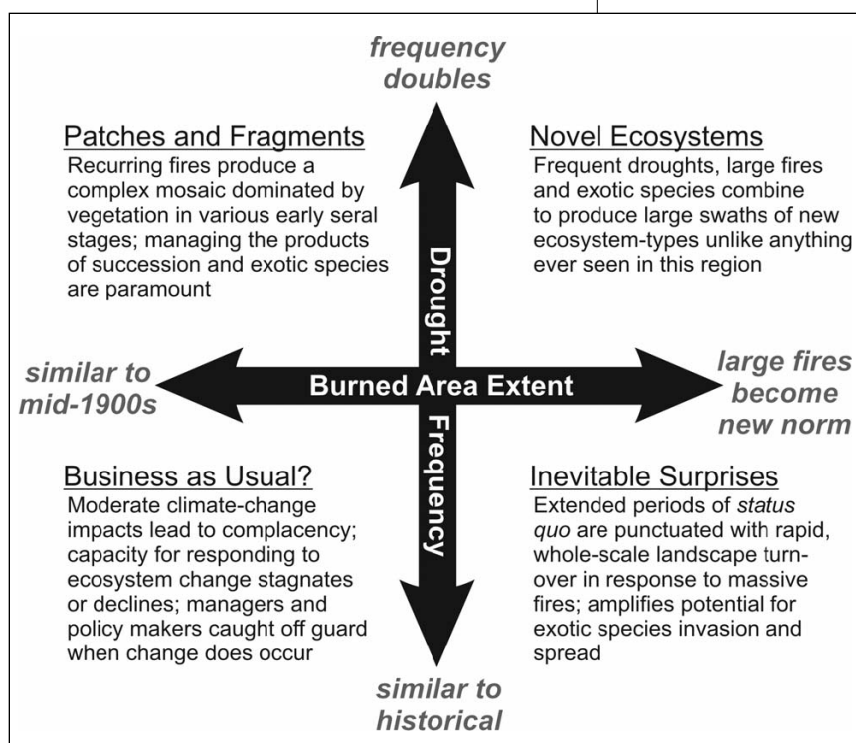 frequency
doubles
Patches and Fragments
Recurring fires produce a
complex mosaic dominated by
vegetation in various early seral
stages; managing the products
of succession and exotic species
are paramount
Novel Ecosystems
Frequent droughts, large fires
and exotic species combine
to produce large swaths of new
ecosystem-types unlike anything
ever seen in this region
similar to
mid-1900s
Drought Frequency
Burned Area Extent
large fires
become
new norm
Business as Usual?
Moderate climate-change
impacts lead to complacency;
capacity for responding to
ecosystem change stagnates
or declines; managers and
policy makers caught off guard
when change does occur
Inevitable Surprises
Extended periods of status
quo are punctuated with rapid,
whole-scale landscape turn-
over in response to massive
fires; amplifies potential for
exotic species invasion and
spread
similar to
historical